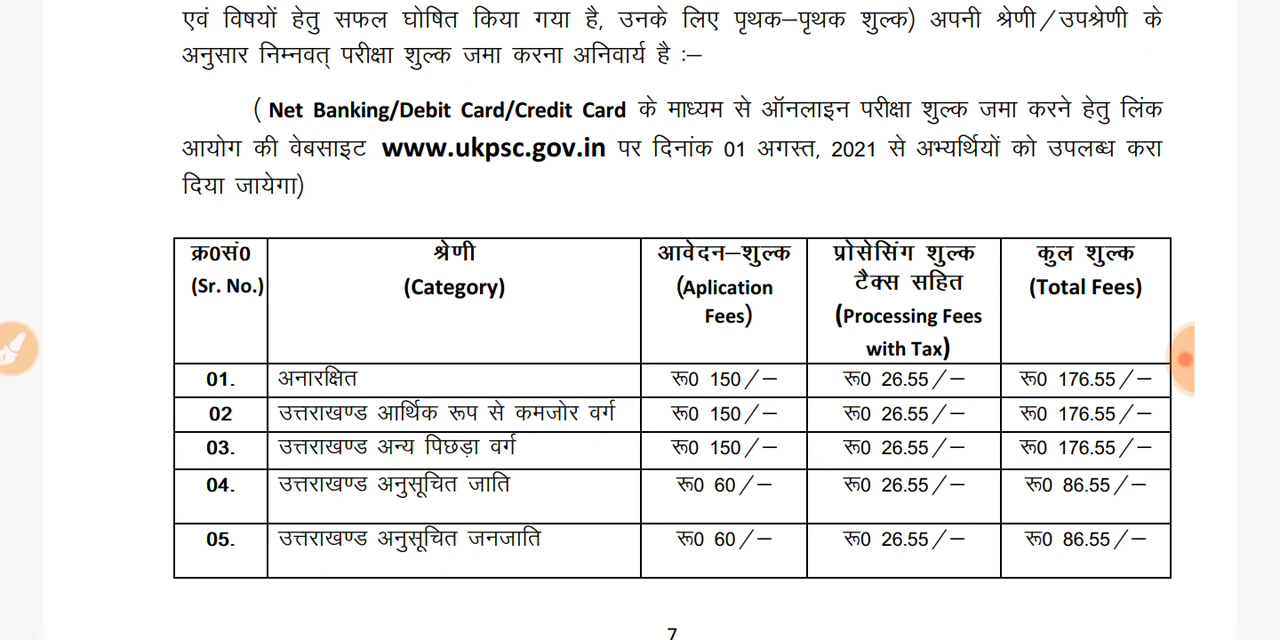 एवं विषयों हेतु सफल घोषित किया गया है, उनके लिए पृथक–पृथक शुल्क) अपनी श्रेणी/उपश्रेणी के
अनुसार निम्नवत् परीक्षा शुल्क जमा करना अनिवार्य है :–
( Net Banking/Debit Card/Credit Card के माध्यम से ऑनलाइन परीक्षा शुल्क जमा करने हेतु लिंक
आयोग की वेबसाइट www.ukpsc.gov.in पर दिनांक 01 अगस्त, 2021 से अभ्यर्थियों को उपलब्ध करा
दिया जायेगा)
क्र0सं0 श्रेणी आवेदन–शुल्क प्रोसेसिंग शुल्क कुल शुल्क
(Sr. No.) (Category) (Aplication टैक्स सहित (Total Fees)
Fees) (Processing Fees
with Tax)
01. अनारक्षित रू0 150/– रू0 26.55/– रू0 176.55/–
02 उत्तराखण्ड आर्थिक रूप से कमजोर वर्ग रू0 150/– रू0 26.55/– रू0 176.55/–
03. उत्तराखण्ड अन्य पिछड़ा वर्ग रू0 150/– रू0 26.55/– रू0 176.55/–
04. उत्तराखण्ड अनुसूचित जाति रू0 60/– रू0 26.55/– रू0 86.55/–
05. उत्तराखण्ड अनुसूचित जनजाति रू0 60/– रू0 26.55/– रू0 86.55/–
7